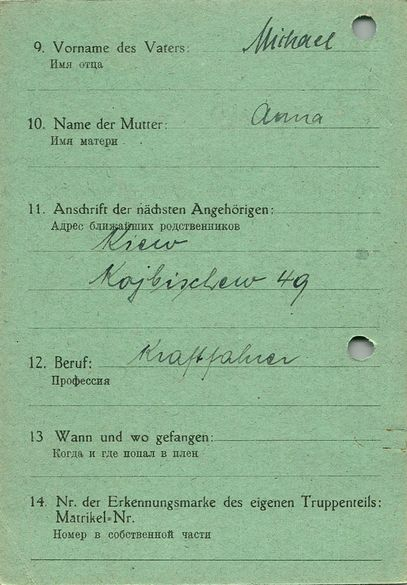 9. Vorname des Vaters: Michael
Имя отца
10. Name der Mutter: Anna
Имя матери
11. Anschrift der nächsten Angehörigen:
Адрес ближайших родственников
Kiew
Kojbischew 49
12. Beruf: Kraftfahrer
Профессия
13 Wann und wo gefangen:
Когда и где попал в плен
14. Nr. der Erkennungsmarke des eigenen Truppenteils:
Matrikel-Nr.
Номер в собственной части